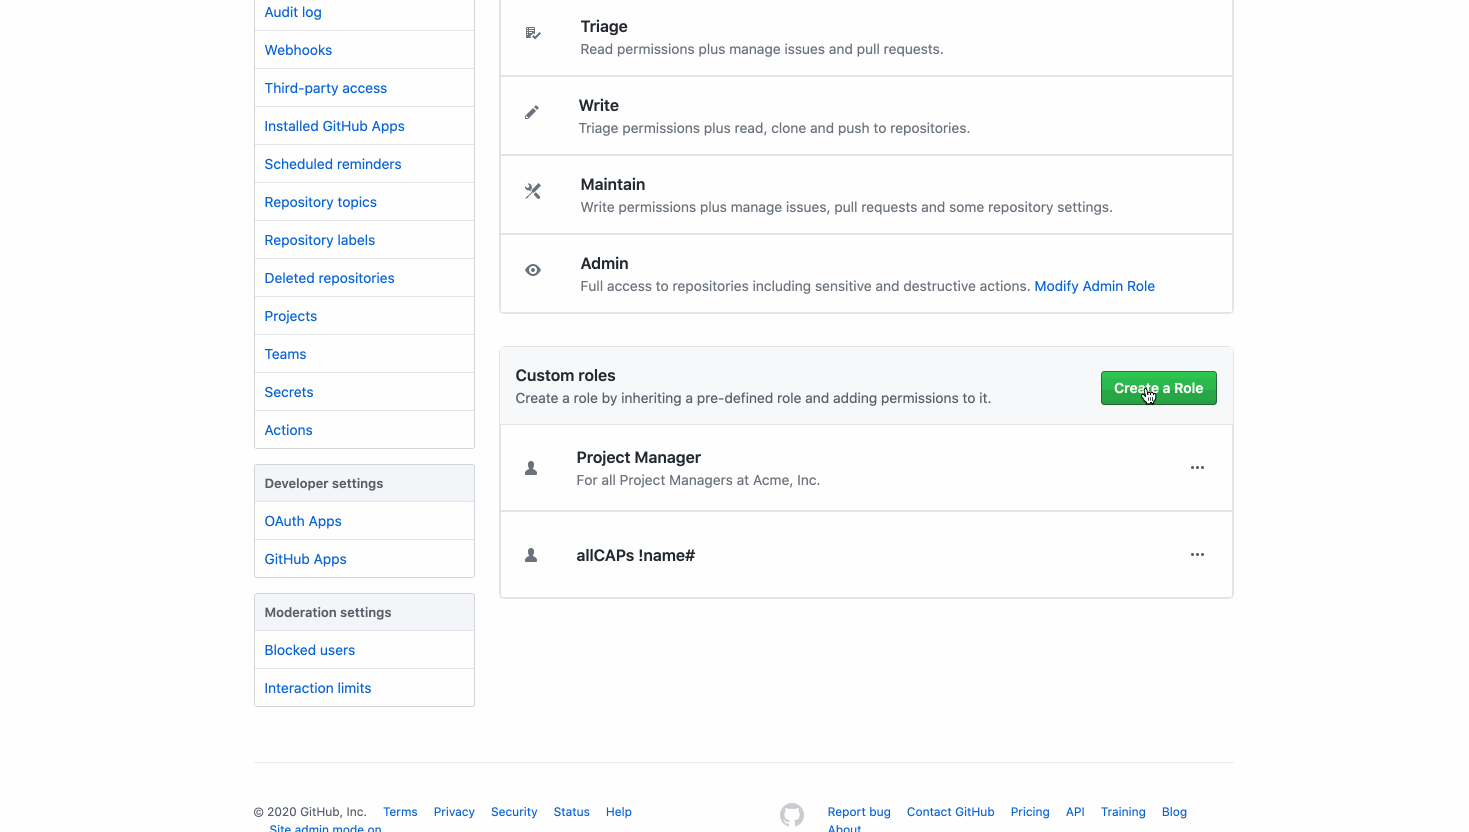 Audit log
Webhooks
Third-party access
Installed GitHub Apps
Scheduled reminders
Repository topics
Repository labels
Deleted repositories
Projects
Teams
Secrets
Actions
Developer settings
OAuth Apps
GitHub Apps
Moderation settings
Blocked users
Interaction limits
Triage
Read permissions plus manage issues and pull requests.
Write
Triage permissions plus read, clone and push to repositories.
Maintain
Write permissions plus manage issues, pull requests and some repository settings.
Admin
Full access to repositories including sensitive and destructive actions. Modify Admin Role
Custom roles
Create a role by inheriting a pre-defined role and adding permissions to it.
Create a Role
Project Manager
For all Project Managers at Acme, Inc.
allCAPs !name#
© 2020 GitHub, Inc. Terms Privacy Security Status Help
Site admin mode on
Report bug Contact GitHub Pricing API Training Blog
About